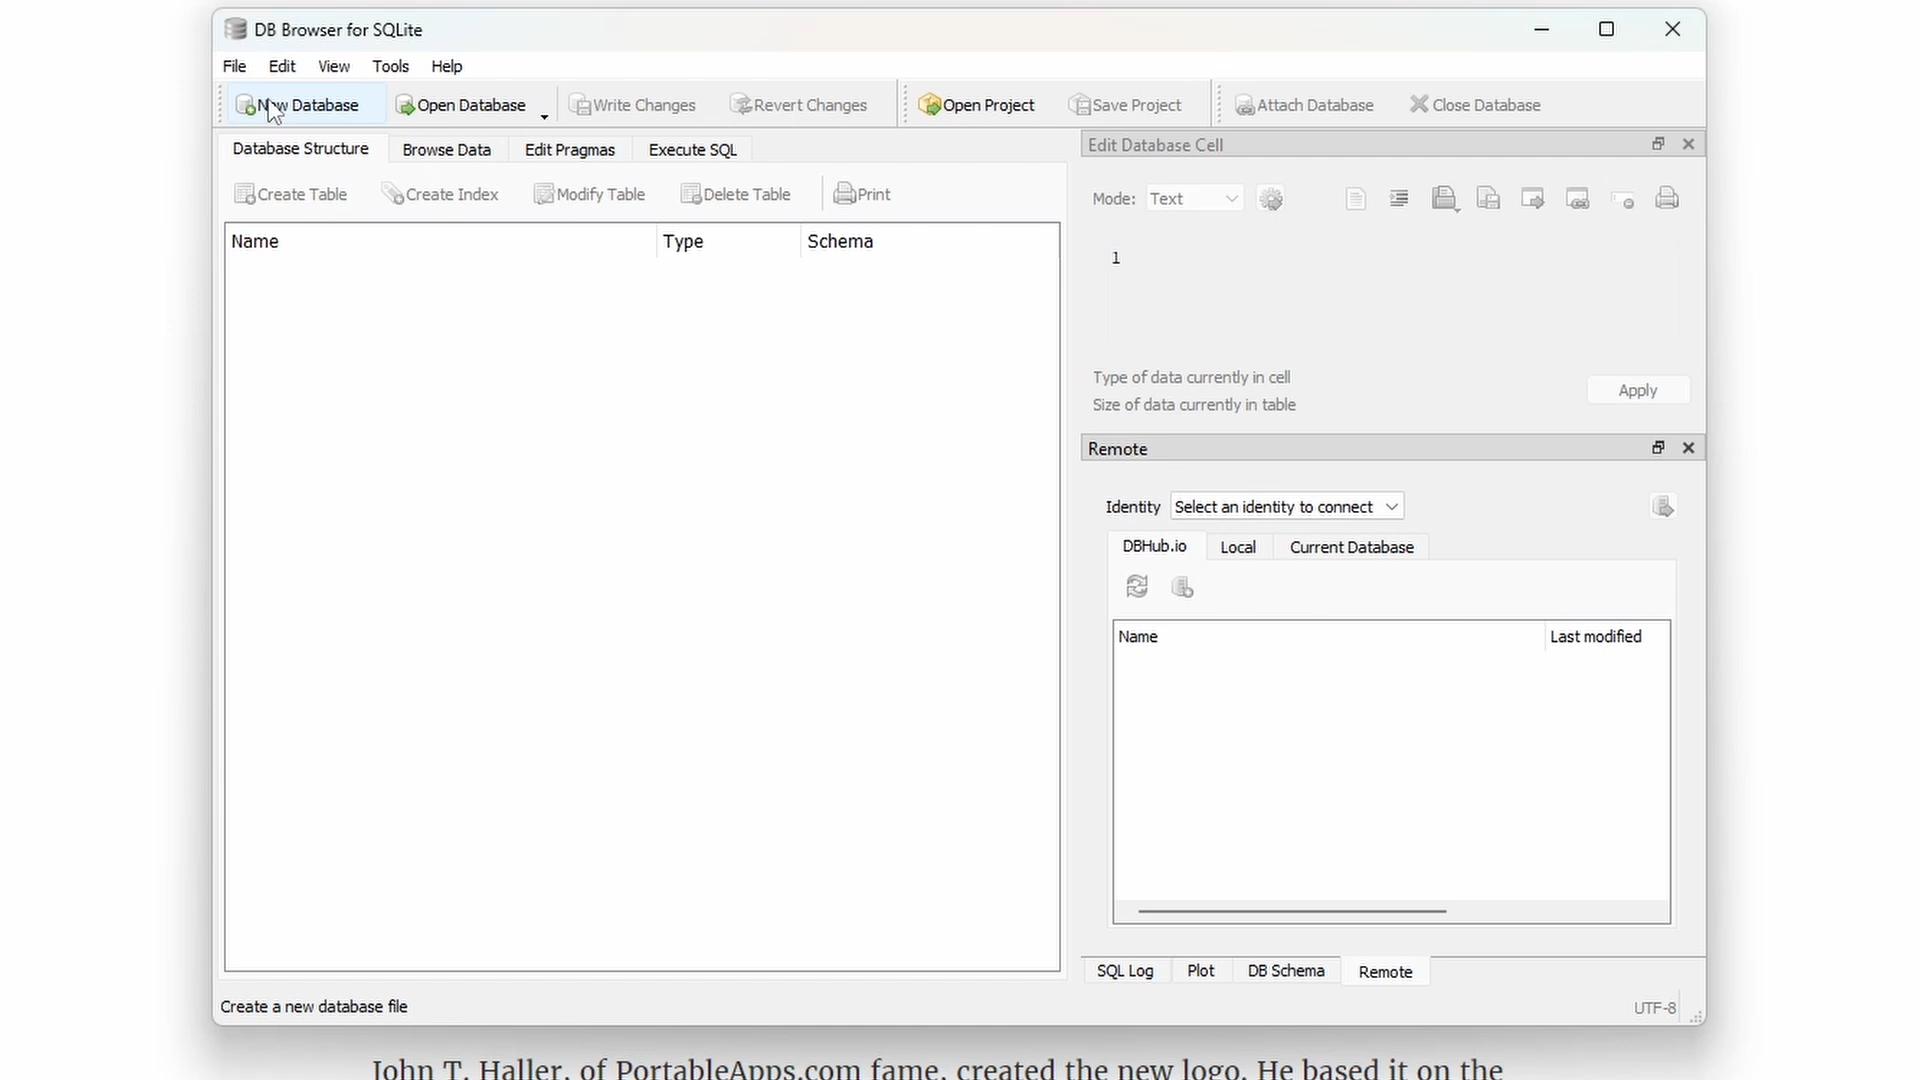 DB Browser for SQLite
File Edit View Tools Help
New Database Open Database Write Changes Revert Changes Open Project Save Project Attach Database Close Database
Database Structure Browse Data Edit Pragmas Execute SQL
Create Table Create Index Modify Table Delete Table Print
Name Type Schema
Edit Database Cell
Mode: Text
1
Type of data currently in cell
Size of data currently in table
Apply
Remote
Identity Select an identity to connect
DBHub.io Local Current Database
Name Last modified
SQL Log Plot DB Schema Remote
Create a new database file
UTF-8
John T. Haller, of PortableApps.com fame, created the new logo. He based it on the